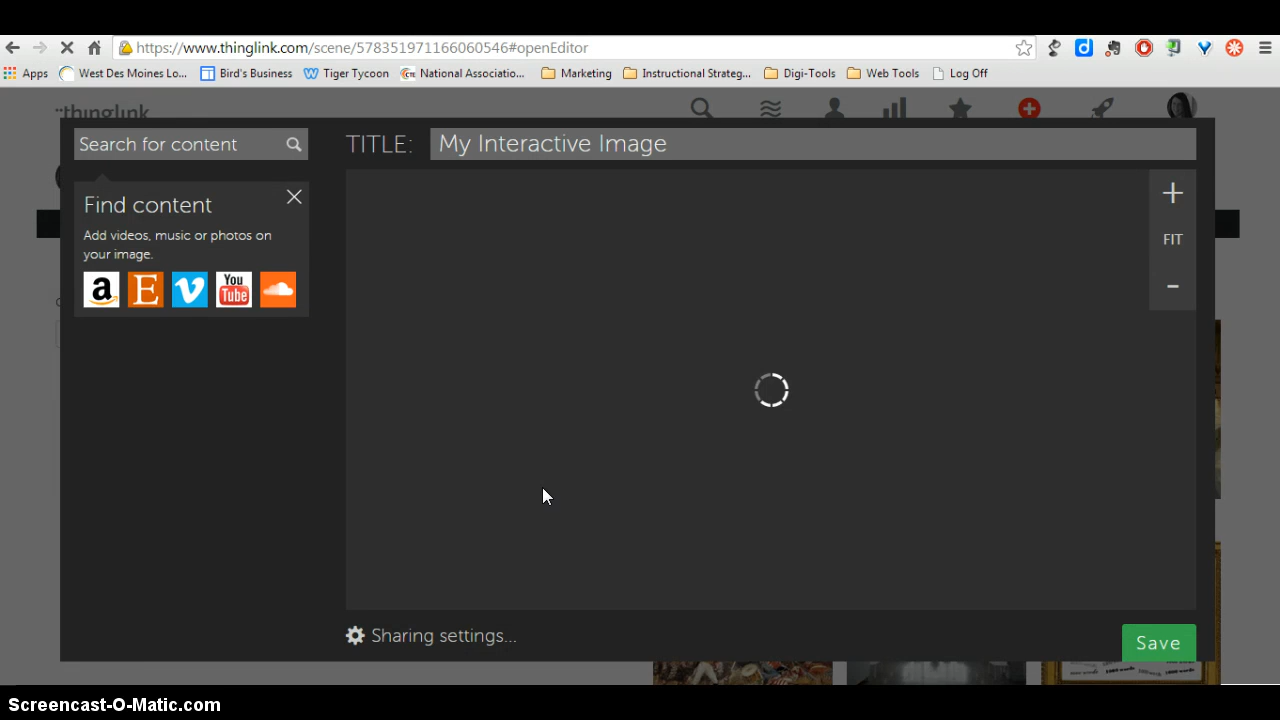 https://www.thinglink.com/scene/578351971166060546#openEditor
Apps West Des Moines Lo... Bird's Business Tiger Tycoon National Associatio... Marketing Instructional Strateg... Digi-Tools Web Tools Log Off
thinglink
Search for content
TITLE: My Interactive Image
Find content
Add videos, music or photos on
your image.
a E You Tube
FIT
Sharing settings...
Save
Screencast-O-Matic.com